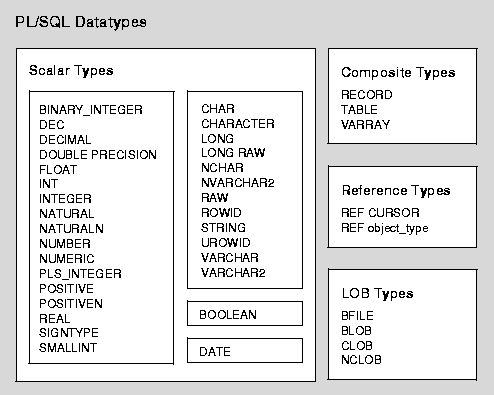 PL/SQL Datatypes
Scalar Types
BINARY_INTEGER
DEC
DECIMAL
DOUBLE PRECISION
FLOAT
INT
INTEGER
NATURAL
NATURALN
NUMBER
NUMERIC
PLS_INTEGER
POSITIVE
POSITIVEN
REAL
SIGNTYPE
SMALLINT
CHAR
CHARACTER
LONG
LONG RAW
NCHAR
NVARCHAR2
RAW
ROWID
STRING
UROWID
VARCHAR
VARCHAR2
BOOLEAN
DATE
Composite Types
RECORD
TABLE
VARRAY
Reference Types
REF CURSOR
REF object_type
LOB Types
BFILE
BLOB
CLOB
NCLOB